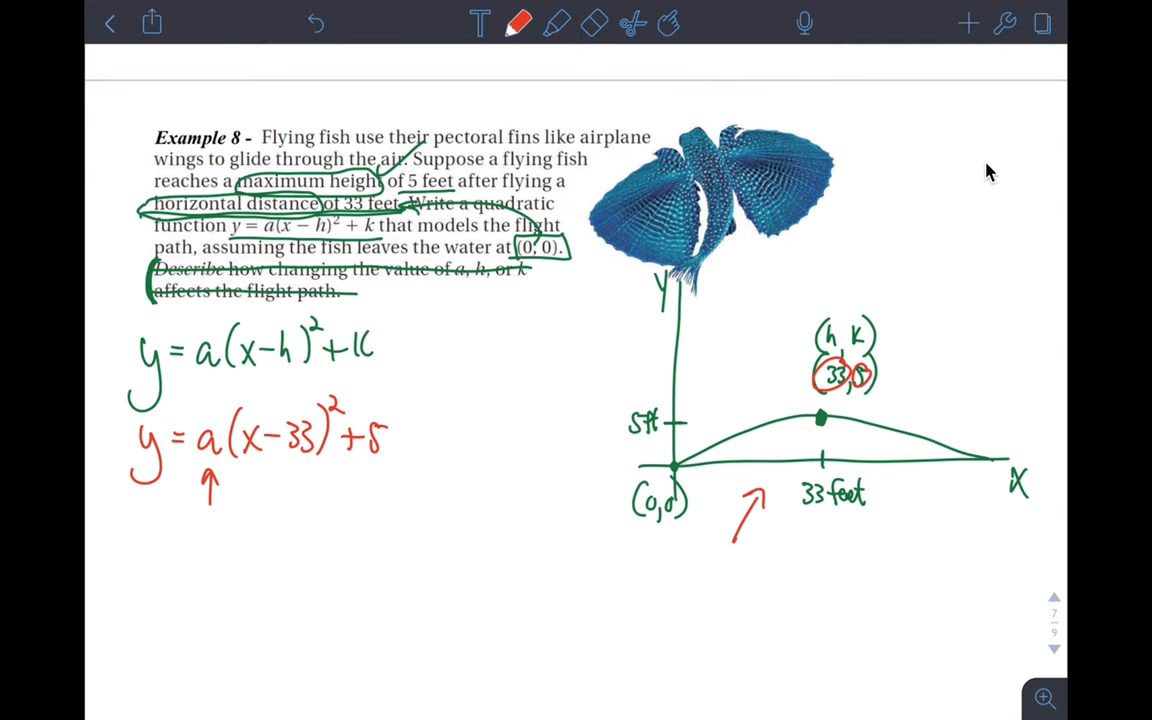 Example 8 - Flying fish use their pectoral fins like airplane
wings to glide through the air. Suppose a flying fish
reaches a maximum height of 5 feet after flying a
horizontal distance of 33 feet. Write a quadratic
function y = a(x − h)² + k that models the flight
path, assuming the fish leaves the water at (0, 0).
Describe how changing the value of a, h, or k
affects the flight path.
y = a(x-h)²+k
y = a(x-33)²+5
Y
(h, k)
(33, 5)
5ft
(0,0)
33 feet
X
7
9
T